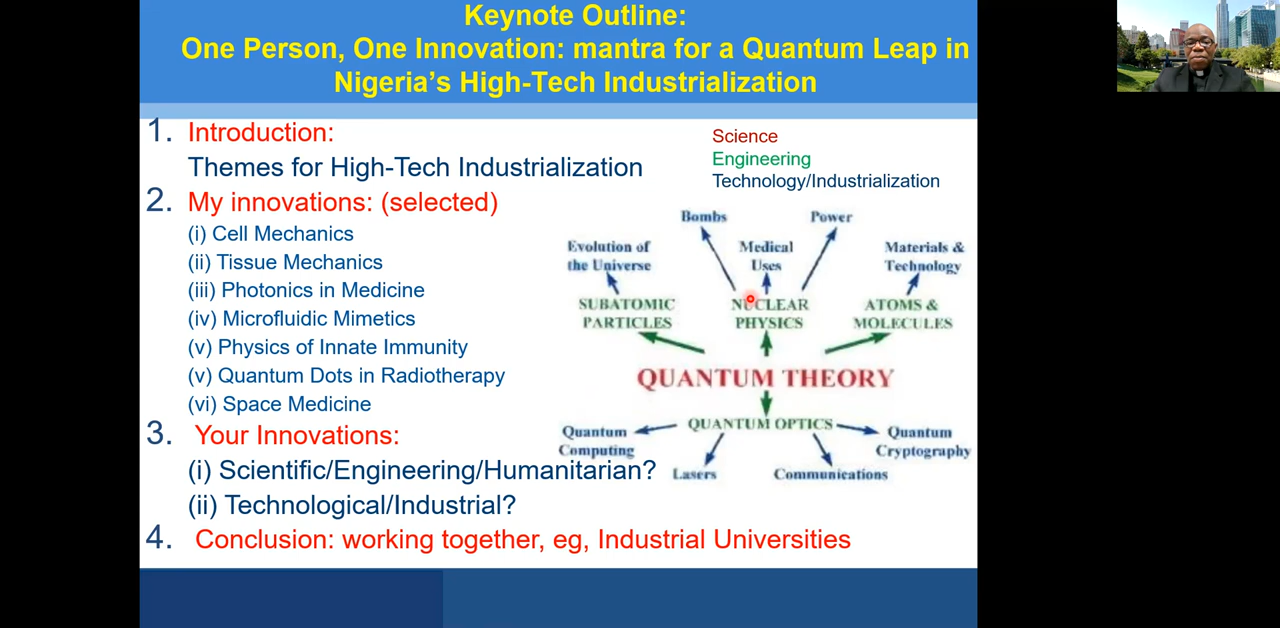 Keynote Outline:
One Person, One Innovation: mantra for a Quantum Leap in
Nigeria's High-Tech Industrialization
1. Introduction:
Themes for High-Tech Industrialization
2. My innovations: (selected)
(i) Cell Mechanics
(ii) Tissue Mechanics
(iii) Photonics in Medicine
(iv) Microfluidic Mimetics
(v) Physics of Innate Immunity
(v) Quantum Dots in Radiotherapy
(vi) Space Medicine
3. Your Innovations:
(i) Scientific/Engineering/Humanitarian?
(ii) Technological/Industrial?
4. Conclusion: working together, eg, Industrial Universities
Science
Engineering
Technology/Industrialization
Bombs
Power
Evolution of
the Universe
Medical
Uses
Materials &
Technology
SUBATOMIC
PARTICLES
NUCLEAR
PHYSICS
ATOMS &
MOLECULES
QUANTUM THEORY
QUANTUM OPTICS
Quantum
Computing
Quantum
Cryptography
Lasers
Communications